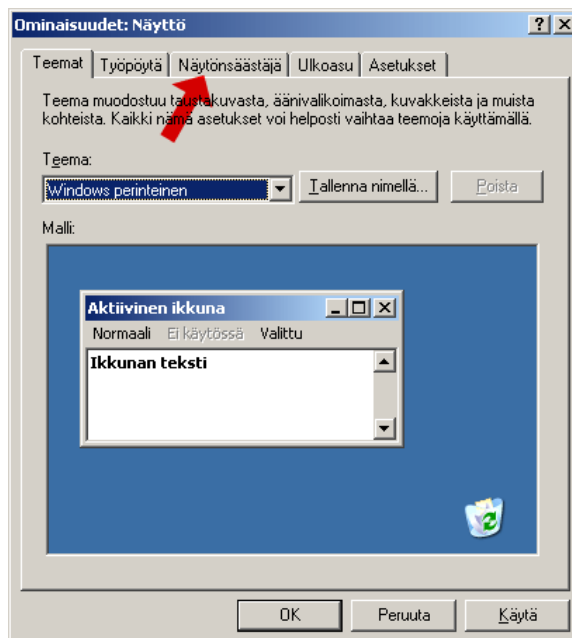 Ominaisuudet: Näyttö
Teemat Työpöytä Näytönsäästäjä Ulkoasu Asetukset
Teema muodostuu taustakuvasta, äänivalikoimasta, kuvakkeista ja muista
kohteista. Kaikki nämä asetukset voi helposti vaihtaa teemoja käyttämällä.
Teema:
Windows perinteinen Tallenna nimellä... Poista
Malli:
Aktiivinen ikkuna
Normaali Ei käytössä Valittu
Ikkunan teksti
OK Peruuta Käytä